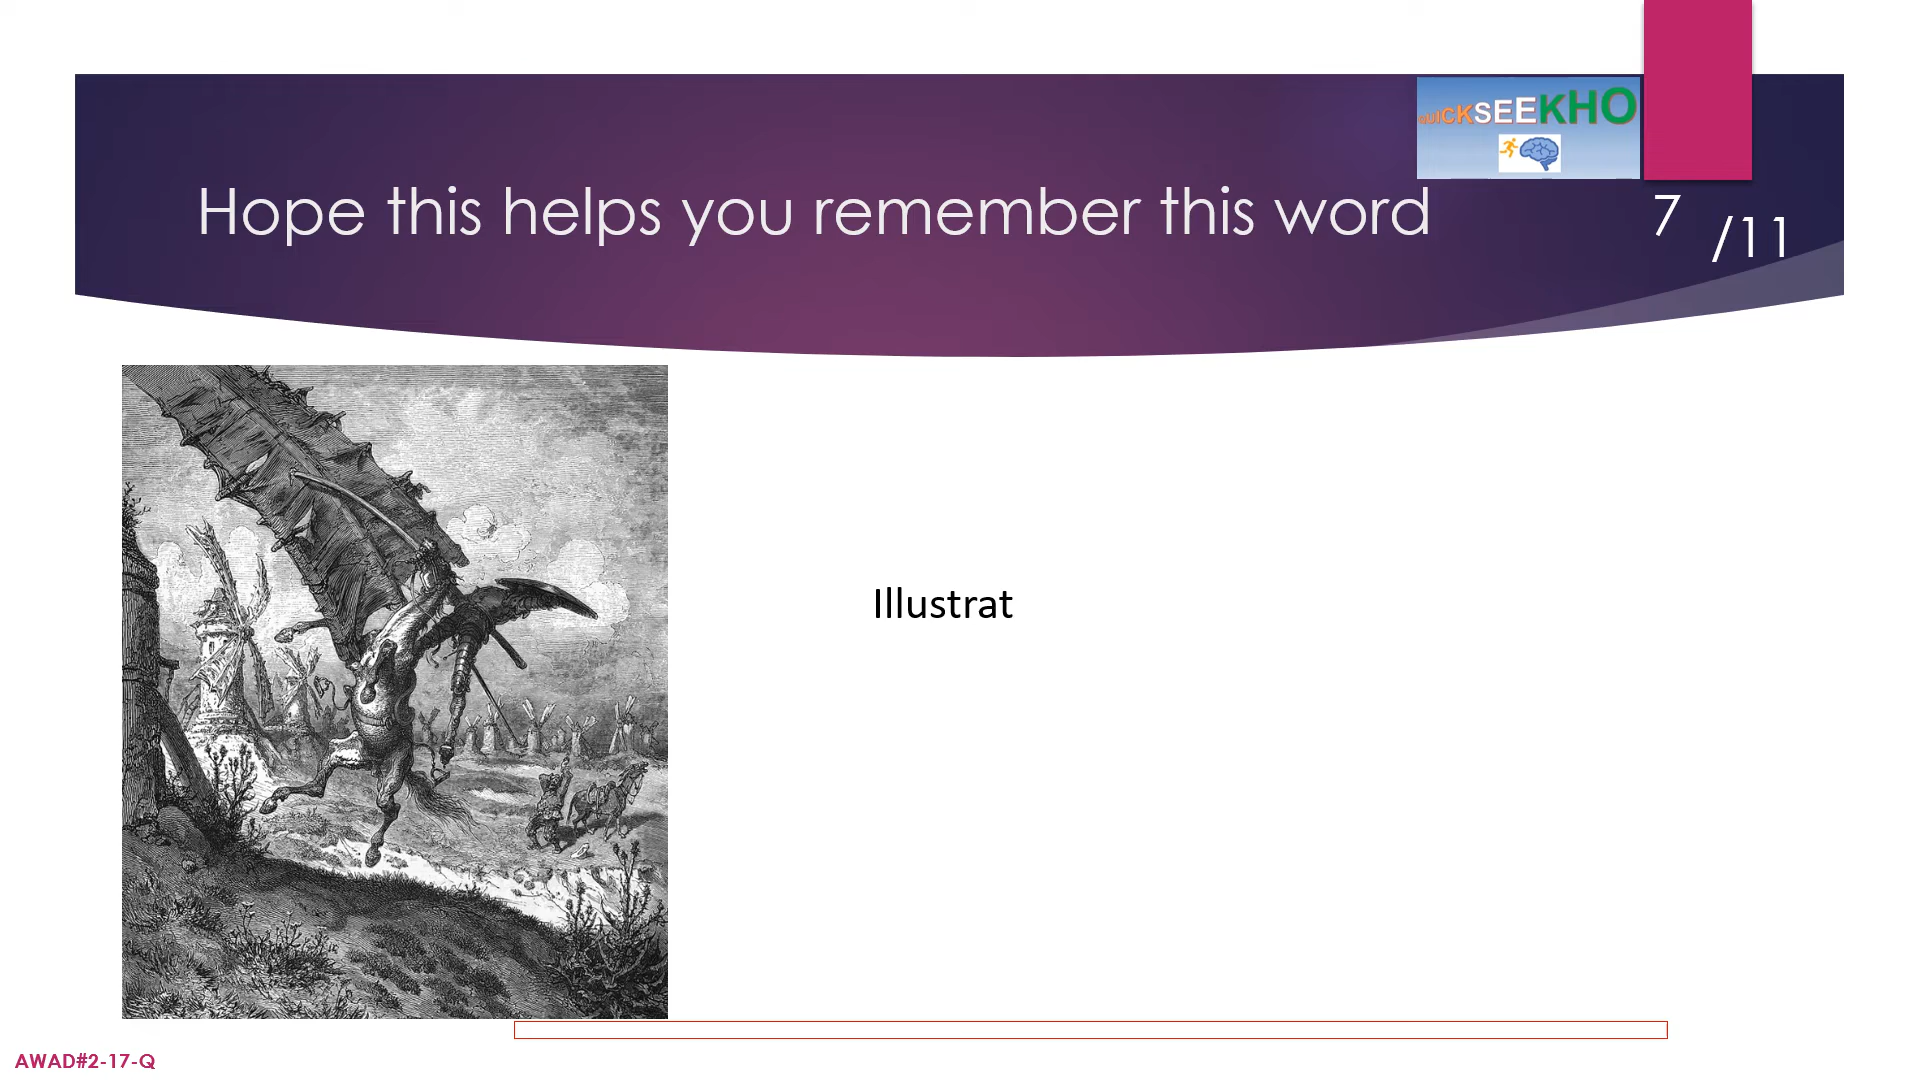 QUICKSEEKHO
Hope this helps you remember this word
7 /11
Illustrat
AWAD#2-17-Q